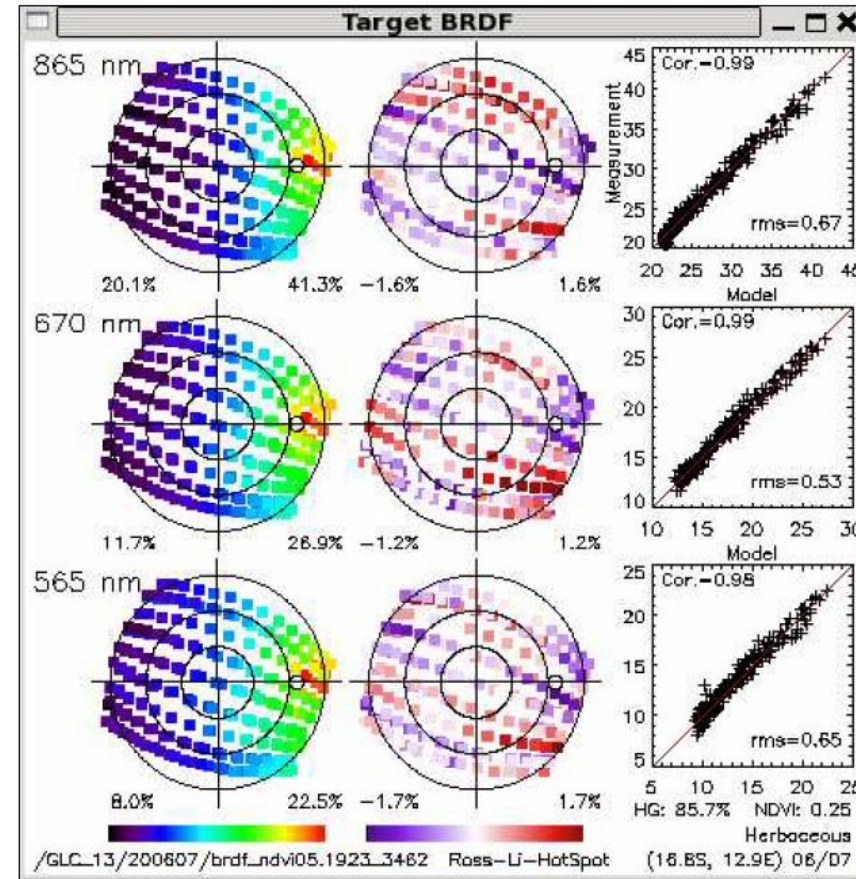 Target BRDF
865 nm
20.1% 41.3% −1.6% 1.6%
Cor.=0.99
rms=0.67
Measurement
45
40
35
30
25
20
20 25 30 35 40 45
Model
670 nm
11.7% 26.9% −1.2% 1.2%
Cor.=0.99
rms=0.53
30
25
20
15
10
10 15 20 25 30
Model
565 nm
8.0% 22.5% −1.7% 1.7%
Cor.=0.98
rms=0.65
25
20
15
10
5
5 10 15 20 25
HG: 85.7% NDVI: 0.25
Herbaceous
/GLC_13/200607/brdf_ndvi05.1923_3462 Ross-Li-HotSpot (16.8S, 12.9E) 06/07